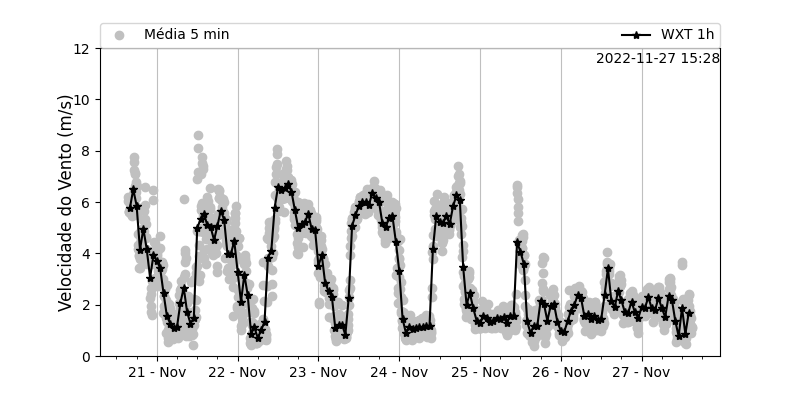 Média 5 min
WXT 1h
2022-11-27 15:28
Velocidade do Vento (m/s)
12
10
8
6
4
2
0
21 - Nov
22 - Nov
23 - Nov
24 - Nov
25 - Nov
26 - Nov
27 - Nov